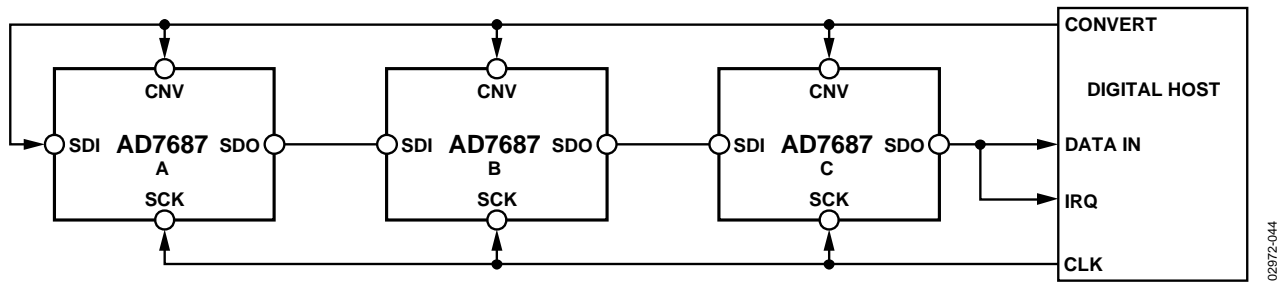 CONVERT
CNV
CNV
CNV
DIGITAL HOST
SDI AD7687 SDO
A
SDI AD7687 SDO
B
SDI AD7687 SDO
C
DATA IN
SCK
SCK
SCK
IRQ
CLK
02972-044